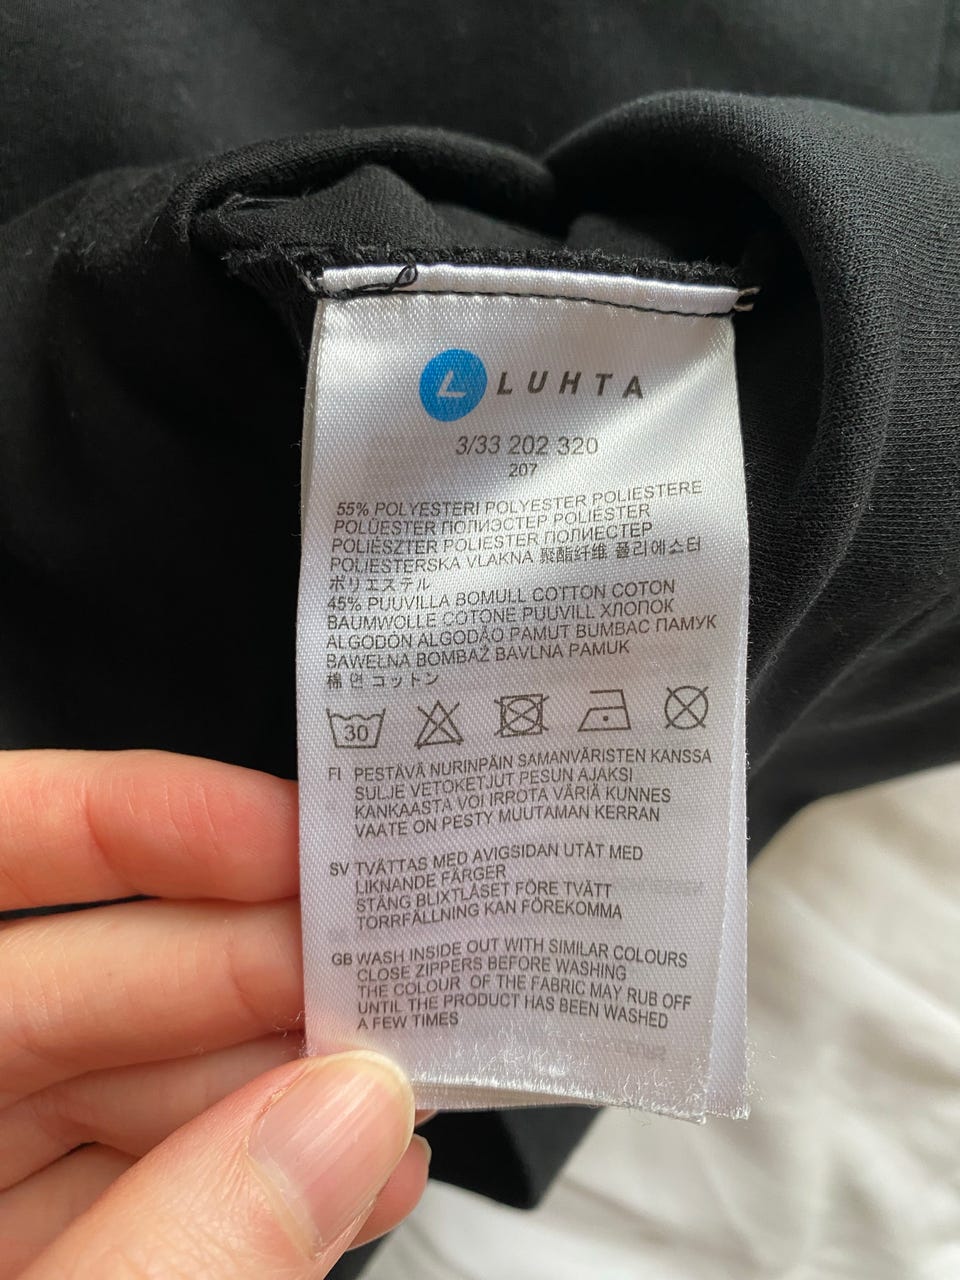 LUHTA
3/33 202 320
207
55% POLYESTERI POLYESTER POLIESTERE
POLÜESTER ПОЛИЭСТЕР POLIÉSTER
POLIÉSZTER POLIESTER ПОЛИЕСТЕР
POLIESTERSKA VLAKNA 聚酯纤维 폴리에스터
ポリエステル
45% PUUVILLA BOMULL COTTON COTON
BAUMWOLLE COTONE PUUVILL ХЛОПОК
ALGODÓN ALGODÃO PAMUT BUMBAC ПАМУК
BAWEŁNA BOMBAŽ BAVLNA PAMUK
棉 면 コットン
30
FI PESTÄVÄ NURINPÄIN SAMANVÄRISTEN KANSSA
SULJE VETOKETJUT PESUN AJAKSI
KANKAASTA VOI IRROTA VÄRIÄ KUNNES
VAATE ON PESTY MUUTAMAN KERRAN
SV TVÄTTAS MED AVIGSIDAN UTÅT MED
LIKNANDE FÄRGER
STÄNG BLIXTLÅSET FÖRE TVÄTT
TORRFÄLLNING KAN FÖREKOMMA
GB WASH INSIDE OUT WITH SIMILAR COLOURS
CLOSE ZIPPERS BEFORE WASHING
THE COLOUR OF THE FABRIC MAY RUB OFF
UNTIL THE PRODUCT HAS BEEN WASHED
A FEW TIMES